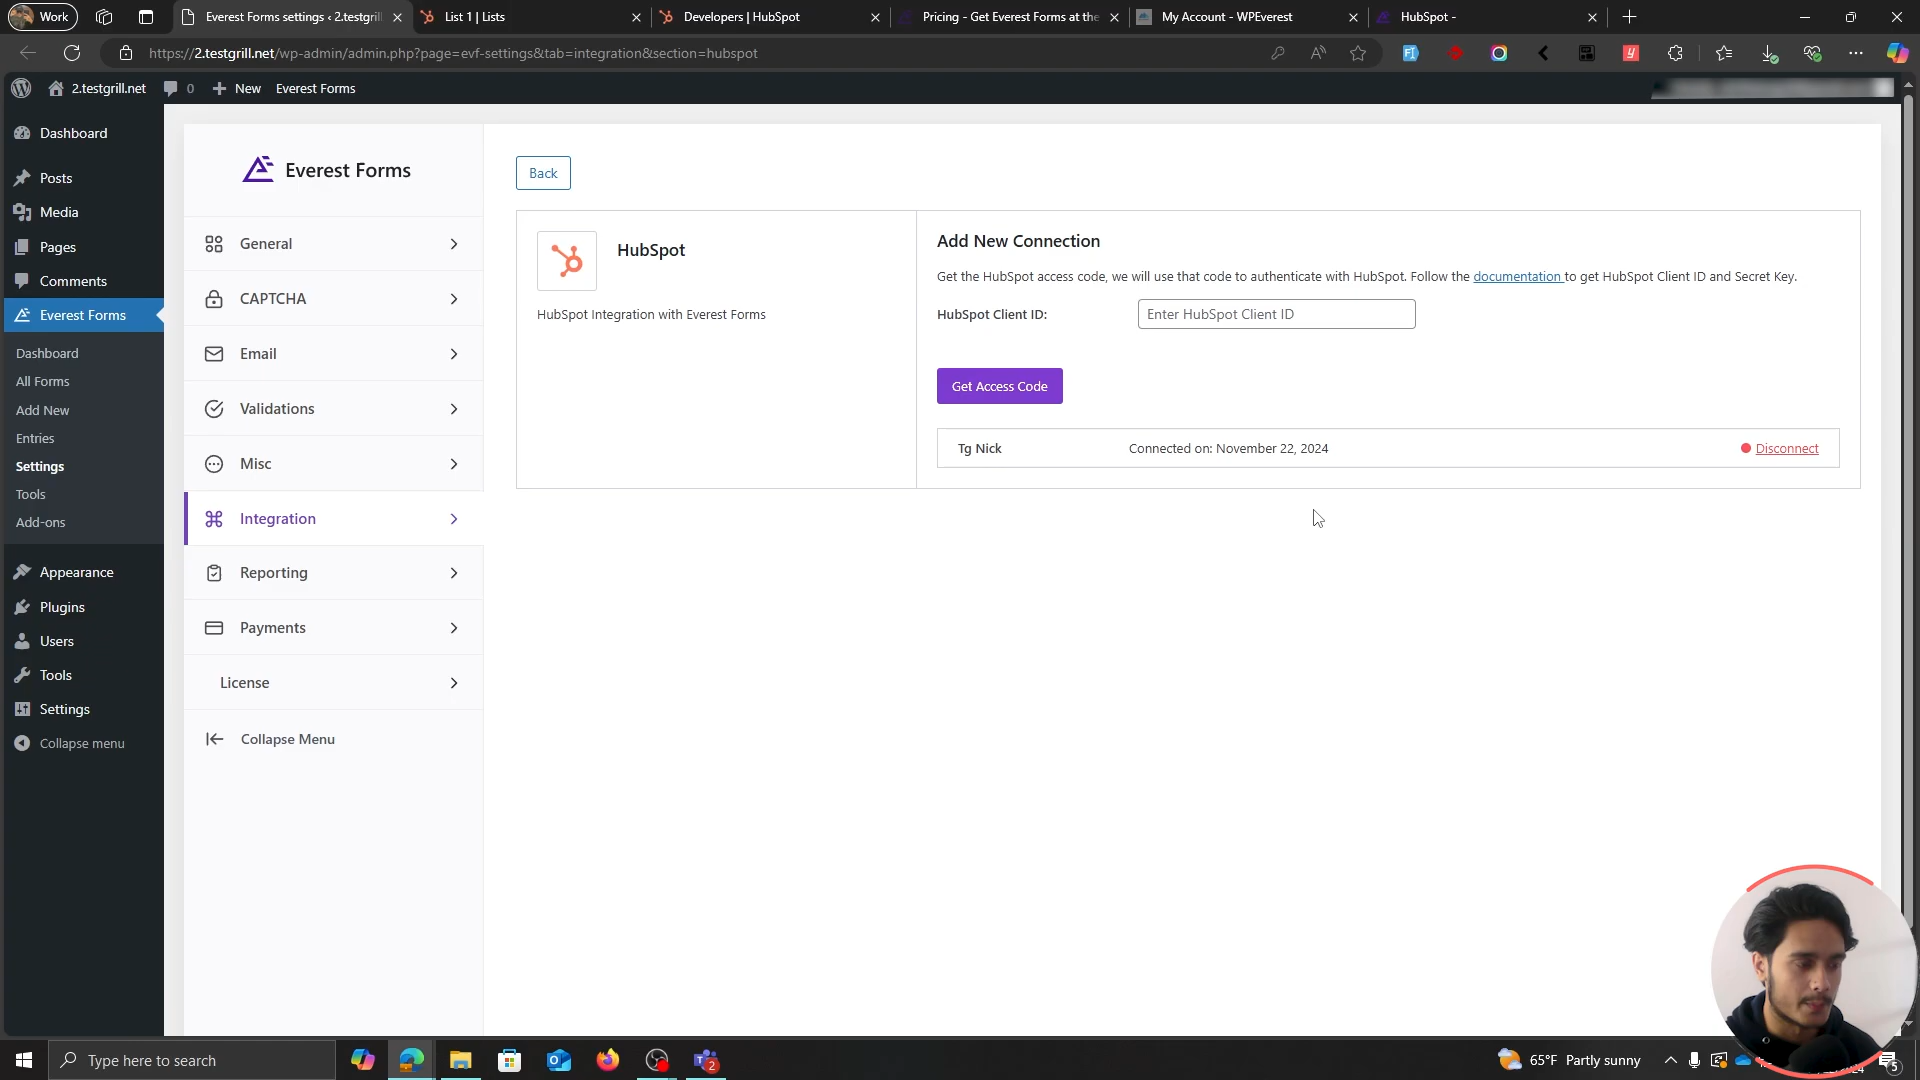 Work
Everest Forms settings ‹ 2.testgril
List 1 | Lists
Developers | HubSpot
Pricing - Get Everest Forms at the
My Account - WPEverest
HubSpot -
https://2.testgrill.net/wp-admin/admin.php?page=evf-settings&tab=integration&section=hubspot
2.testgrill.net
0
New
Everest Forms
Dashboard
Posts
Media
Pages
Comments
Everest Forms
Dashboard
All Forms
Add New
Entries
Settings
Tools
Add-ons
Appearance
Plugins
Users
Tools
Settings
Collapse menu
Everest Forms
General
CAPTCHA
Email
Validations
Misc
Integration
Reporting
Payments
License
Collapse Menu
Back
HubSpot
HubSpot Integration with Everest Forms
Add New Connection
Get the HubSpot access code, we will use that code to authenticate with HubSpot. Follow the documentation to get HubSpot Client ID and Secret Key.
HubSpot Client ID:
Enter HubSpot Client ID
Get Access Code
Tg Nick
Connected on: November 22, 2024
Disconnect
Type here to search
2
65°F Partly sunny
5